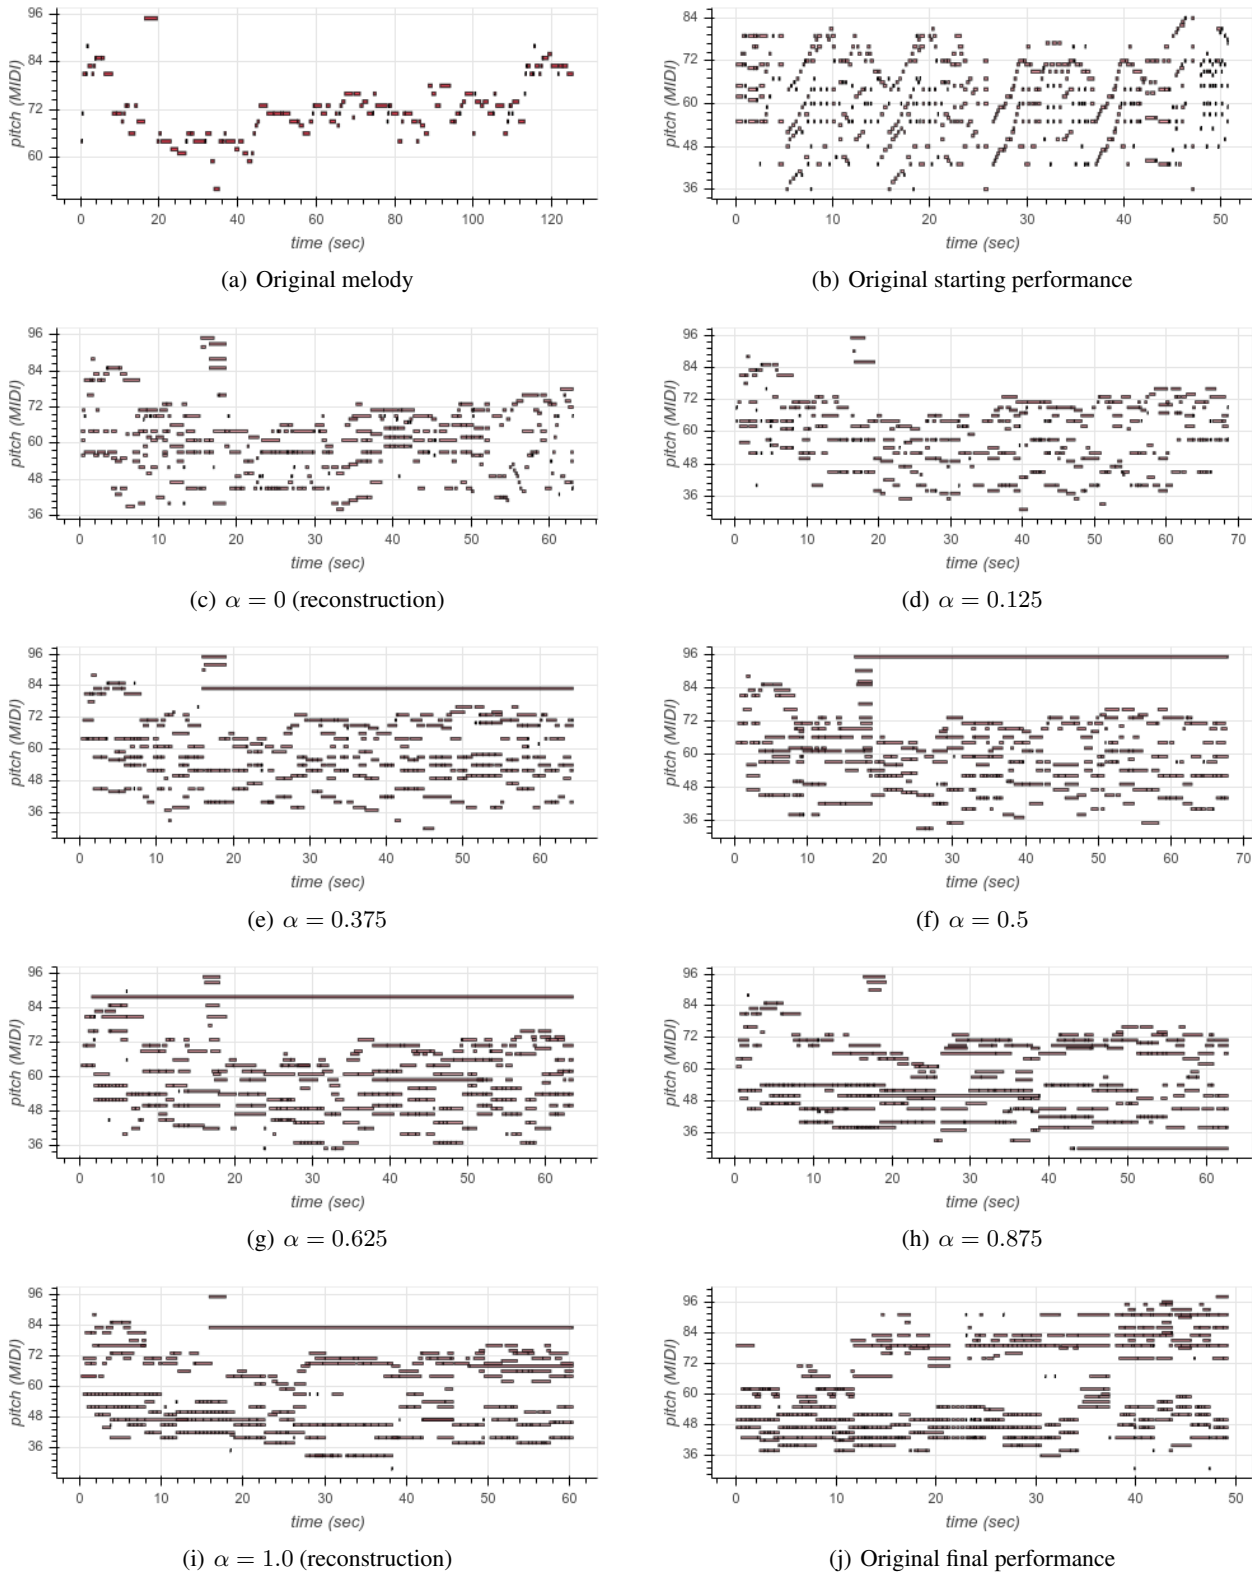 96
84
72
60
pitch (MIDI)
0 20 40 60 80 100 120
time (sec)
(a) Original melody
84
72
60
48
36
pitch (MIDI)
0 10 20 30 40 50
time (sec)
(b) Original starting performance
96
84
72
60
48
36
pitch (MIDI)
0 10 20 30 40 50 60
time (sec)
(c) α = 0 (reconstruction)
96
84
72
60
48
36
pitch (MIDI)
0 10 20 30 40 50 60 70
time (sec)
(d) α = 0.125
96
84
72
60
48
36
pitch (MIDI)
0 10 20 30 40 50 60
time (sec)
(e) α = 0.375
96
84
72
60
48
36
pitch (MIDI)
0 10 20 30 40 50 60 70
time (sec)
(f) α = 0.5
96
84
72
60
48
36
pitch (MIDI)
0 10 20 30 40 50 60
time (sec)
(g) α = 0.625
96
84
72
60
48
36
pitch (MIDI)
0 10 20 30 40 50 60
time (sec)
(h) α = 0.875
96
84
72
60
48
36
pitch (MIDI)
0 10 20 30 40 50 60
time (sec)
(i) α = 1.0 (reconstruction)
96
84
72
60
48
36
pitch (MIDI)
0 10 20 30 40 50
time (sec)
(j) Original final performance